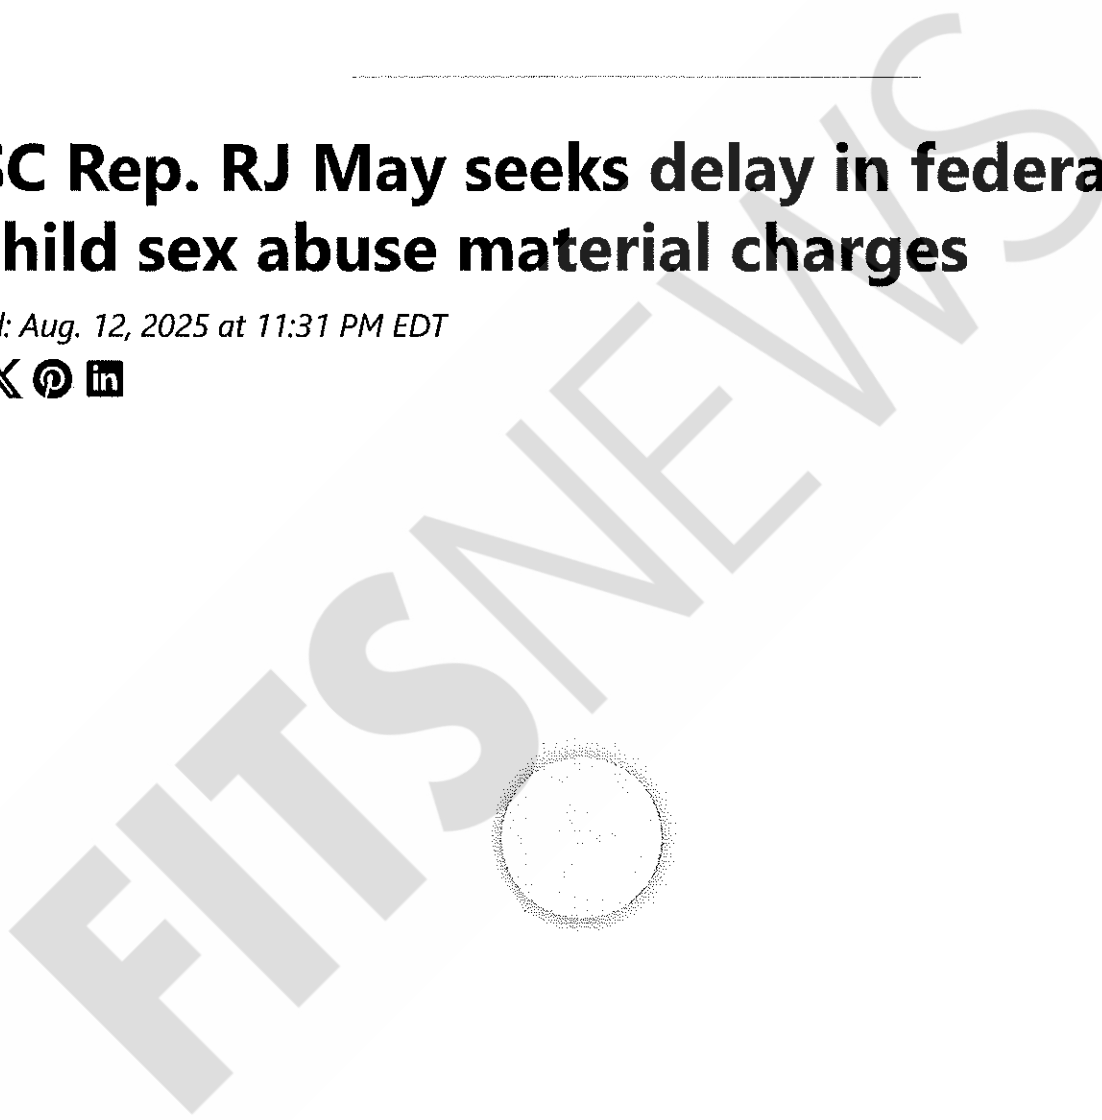 SC Rep. RJ May seeks delay in federa
hild sex abuse material charges
d: Aug. 12, 2025 at 11:31 PM EDT
FITSNEWS